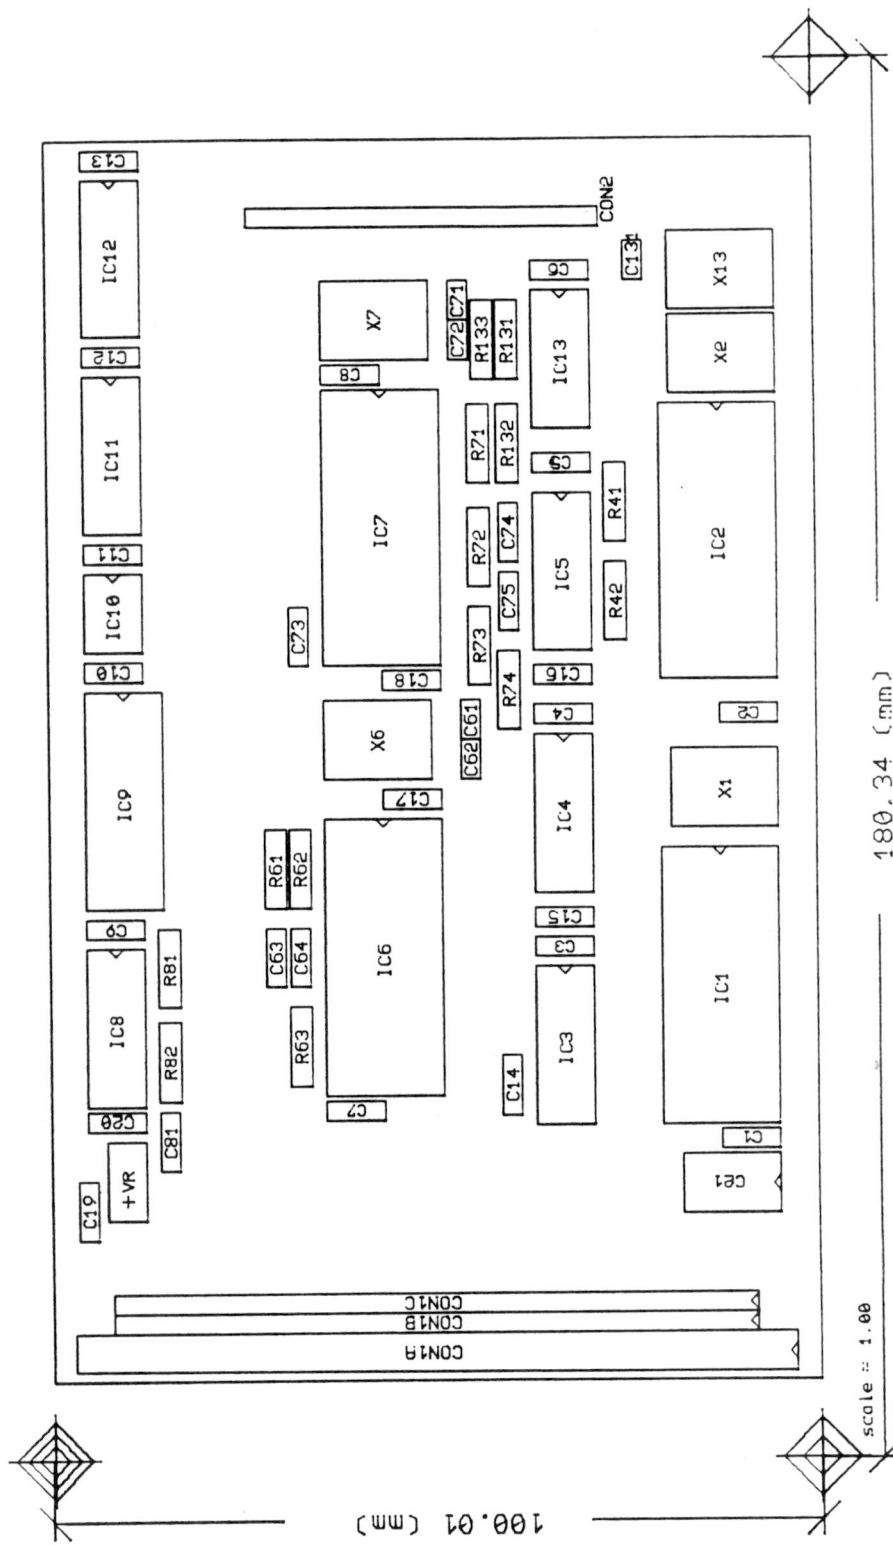 C13
IC12
C12
IC11
C11
IC10
C10
IC9
C9
IC8
C20
+VR
C19
R81
R82
C81
CON2
X7
C8
IC7
C73
C18
X6
C17
R61
R62
C63
C64
IC6
R63
C7
C71
C72
R133
R131
R71
R132
R72
C74
R73
C75
R74
C61
C62
C6
IC13
C5
IC5
C16
C4
IC4
C15
C3
IC3
C14
C131
R41
R42
X13
X2
IC2
C2
X1
IC1
C1
Ce1
CON1C
CON1B
CON1A
scale = 1.00
180.34 (mm)
100.01 (mm)